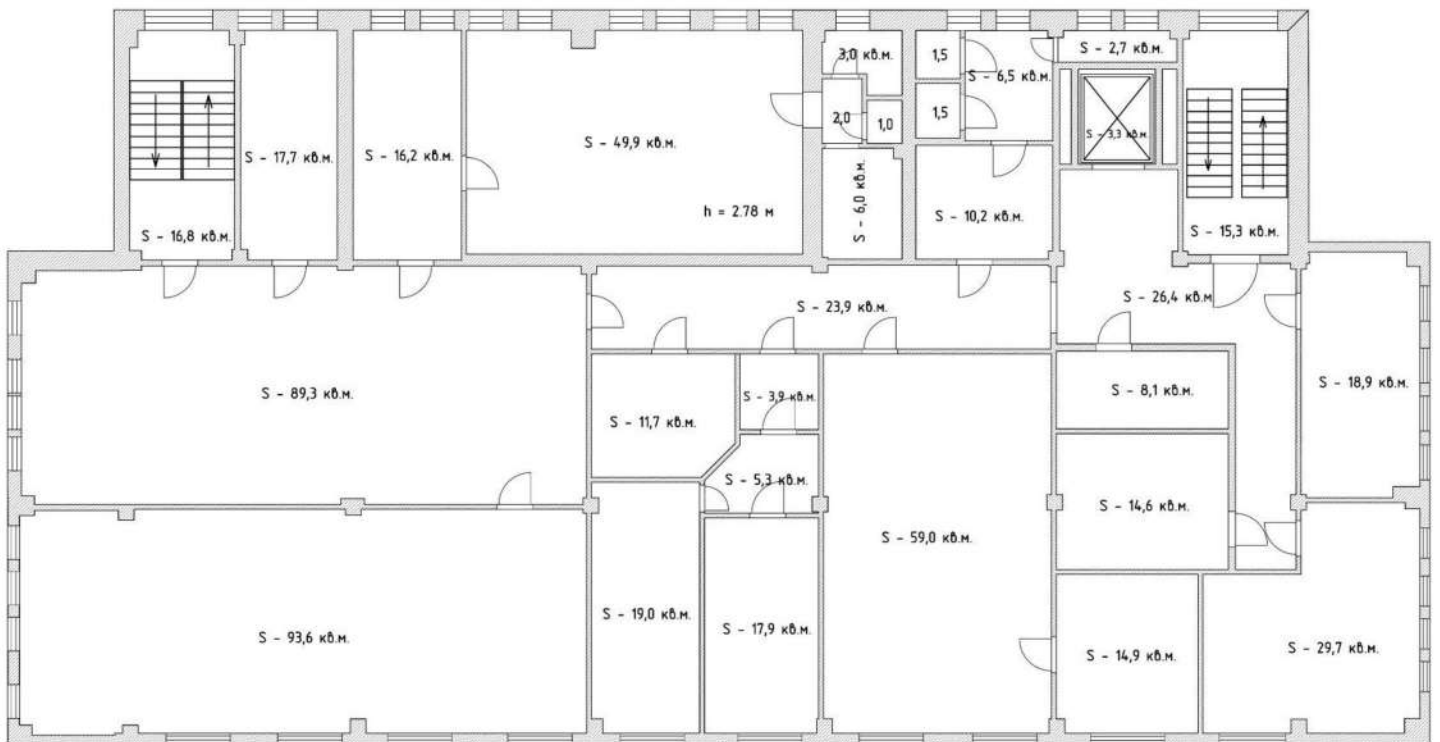 3,0 кв.м.
1,5
S - 6,5 кв.м.
S - 2,7 кв.м.
S - 17,7 кв.м.
S - 16,2 кв.м.
S - 49,9 кв.м.
2,0
1,0
1,5
S - 3,3 кв.м.
h = 2.78 м
S - 6,0 кв.м.
S - 10,2 кв.м.
S - 16,8 кв.м.
S - 15,3 кв.м.
S - 23,9 кв.м.
S - 26,4 кв.м
S - 89,3 кв.м.
S - 11,7 кв.м.
S - 3,9 кв.м.
S - 8,1 кв.м.
S - 18,9 кв.м.
S - 5,3 кв.м.
S - 14,6 кв.м.
S - 59,0 кв.м.
S - 93,6 кв.м.
S - 19,0 кв.м.
S - 17,9 кв.м.
S - 14,9 кв.м.
S - 29,7 кв.м.